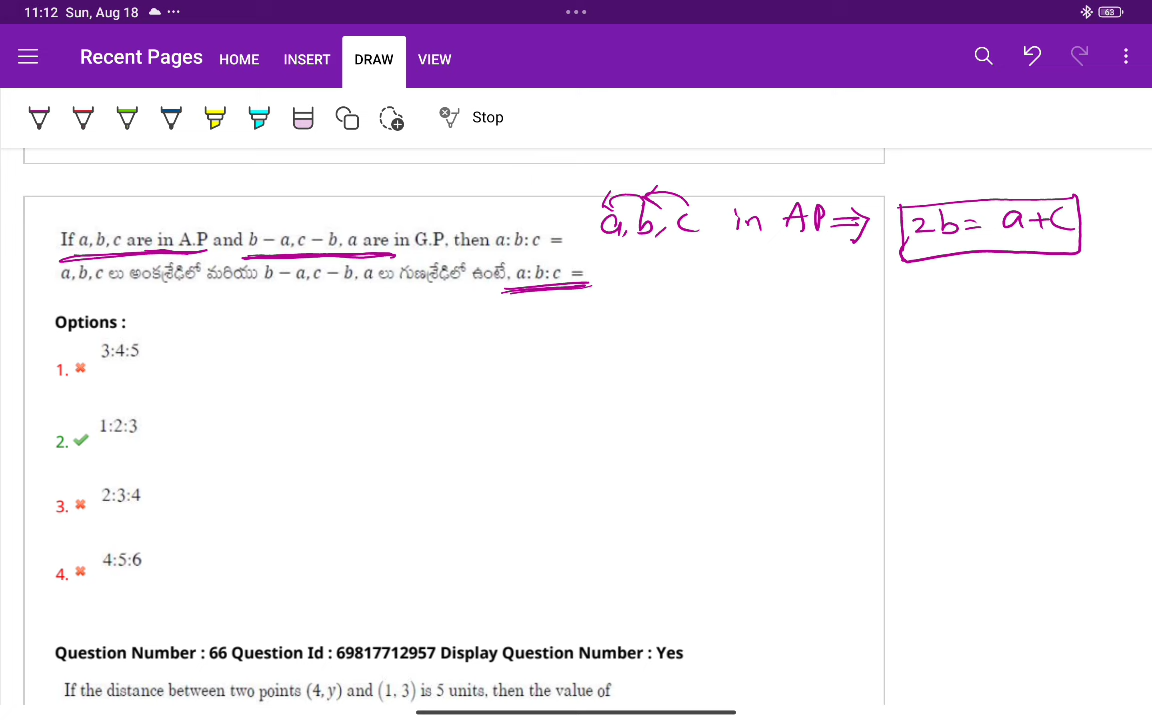 11:12 Sun, Aug 18 63
Recent Pages HOME INSERT DRAW VIEW
Stop
a, b, c in AP ⇒ 2b = a+c
If a, b, c are in A.P and b − a, c − b, a are in G.P, then a: b: c =
a, b, c లు అంకశ్రేఢిలో మరియు b − a, c − b, a లు గుణశ్రేఢిలో ఉంటే, a: b: c =
Options :
3:4:5
1.
1:2:3
2.
2:3:4
3.
4:5:6
4.
Question Number : 66 Question Id : 69817712957 Display Question Number : Yes
If the distance between two points (4, y) and (1, 3) is 5 units, then the value of